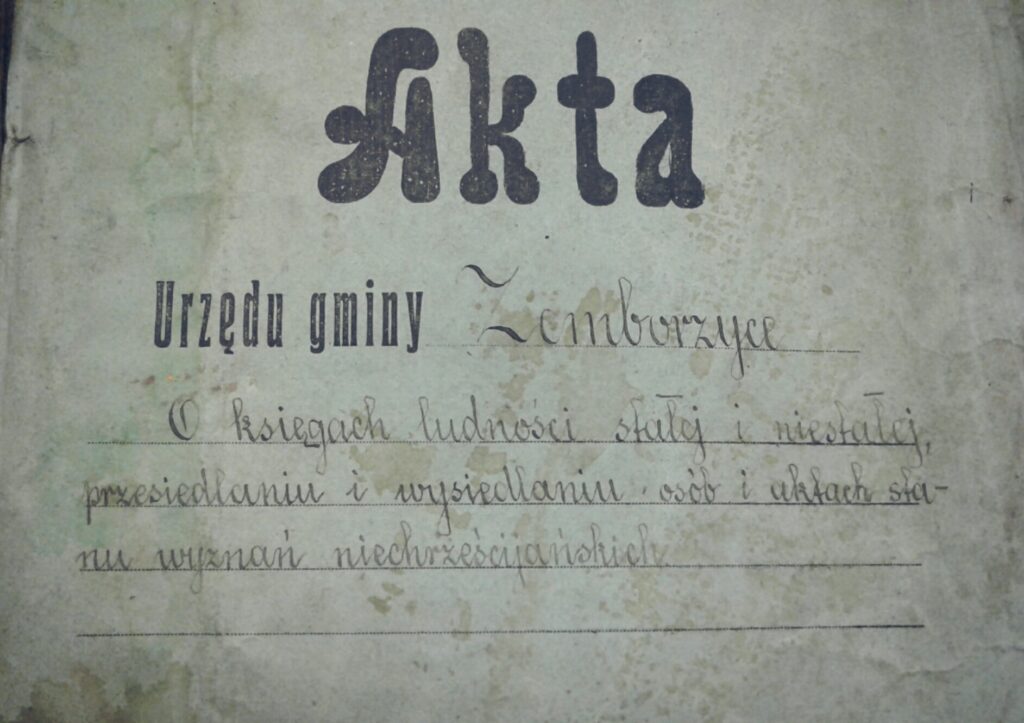 Akta
Urzędu gminy Zemborzyce
O księgach ludności stałej i niestałej,
przesiedlaniu i wysiedlaniu osób i aktach sta-
nu wyznań niechrześcijańskich.